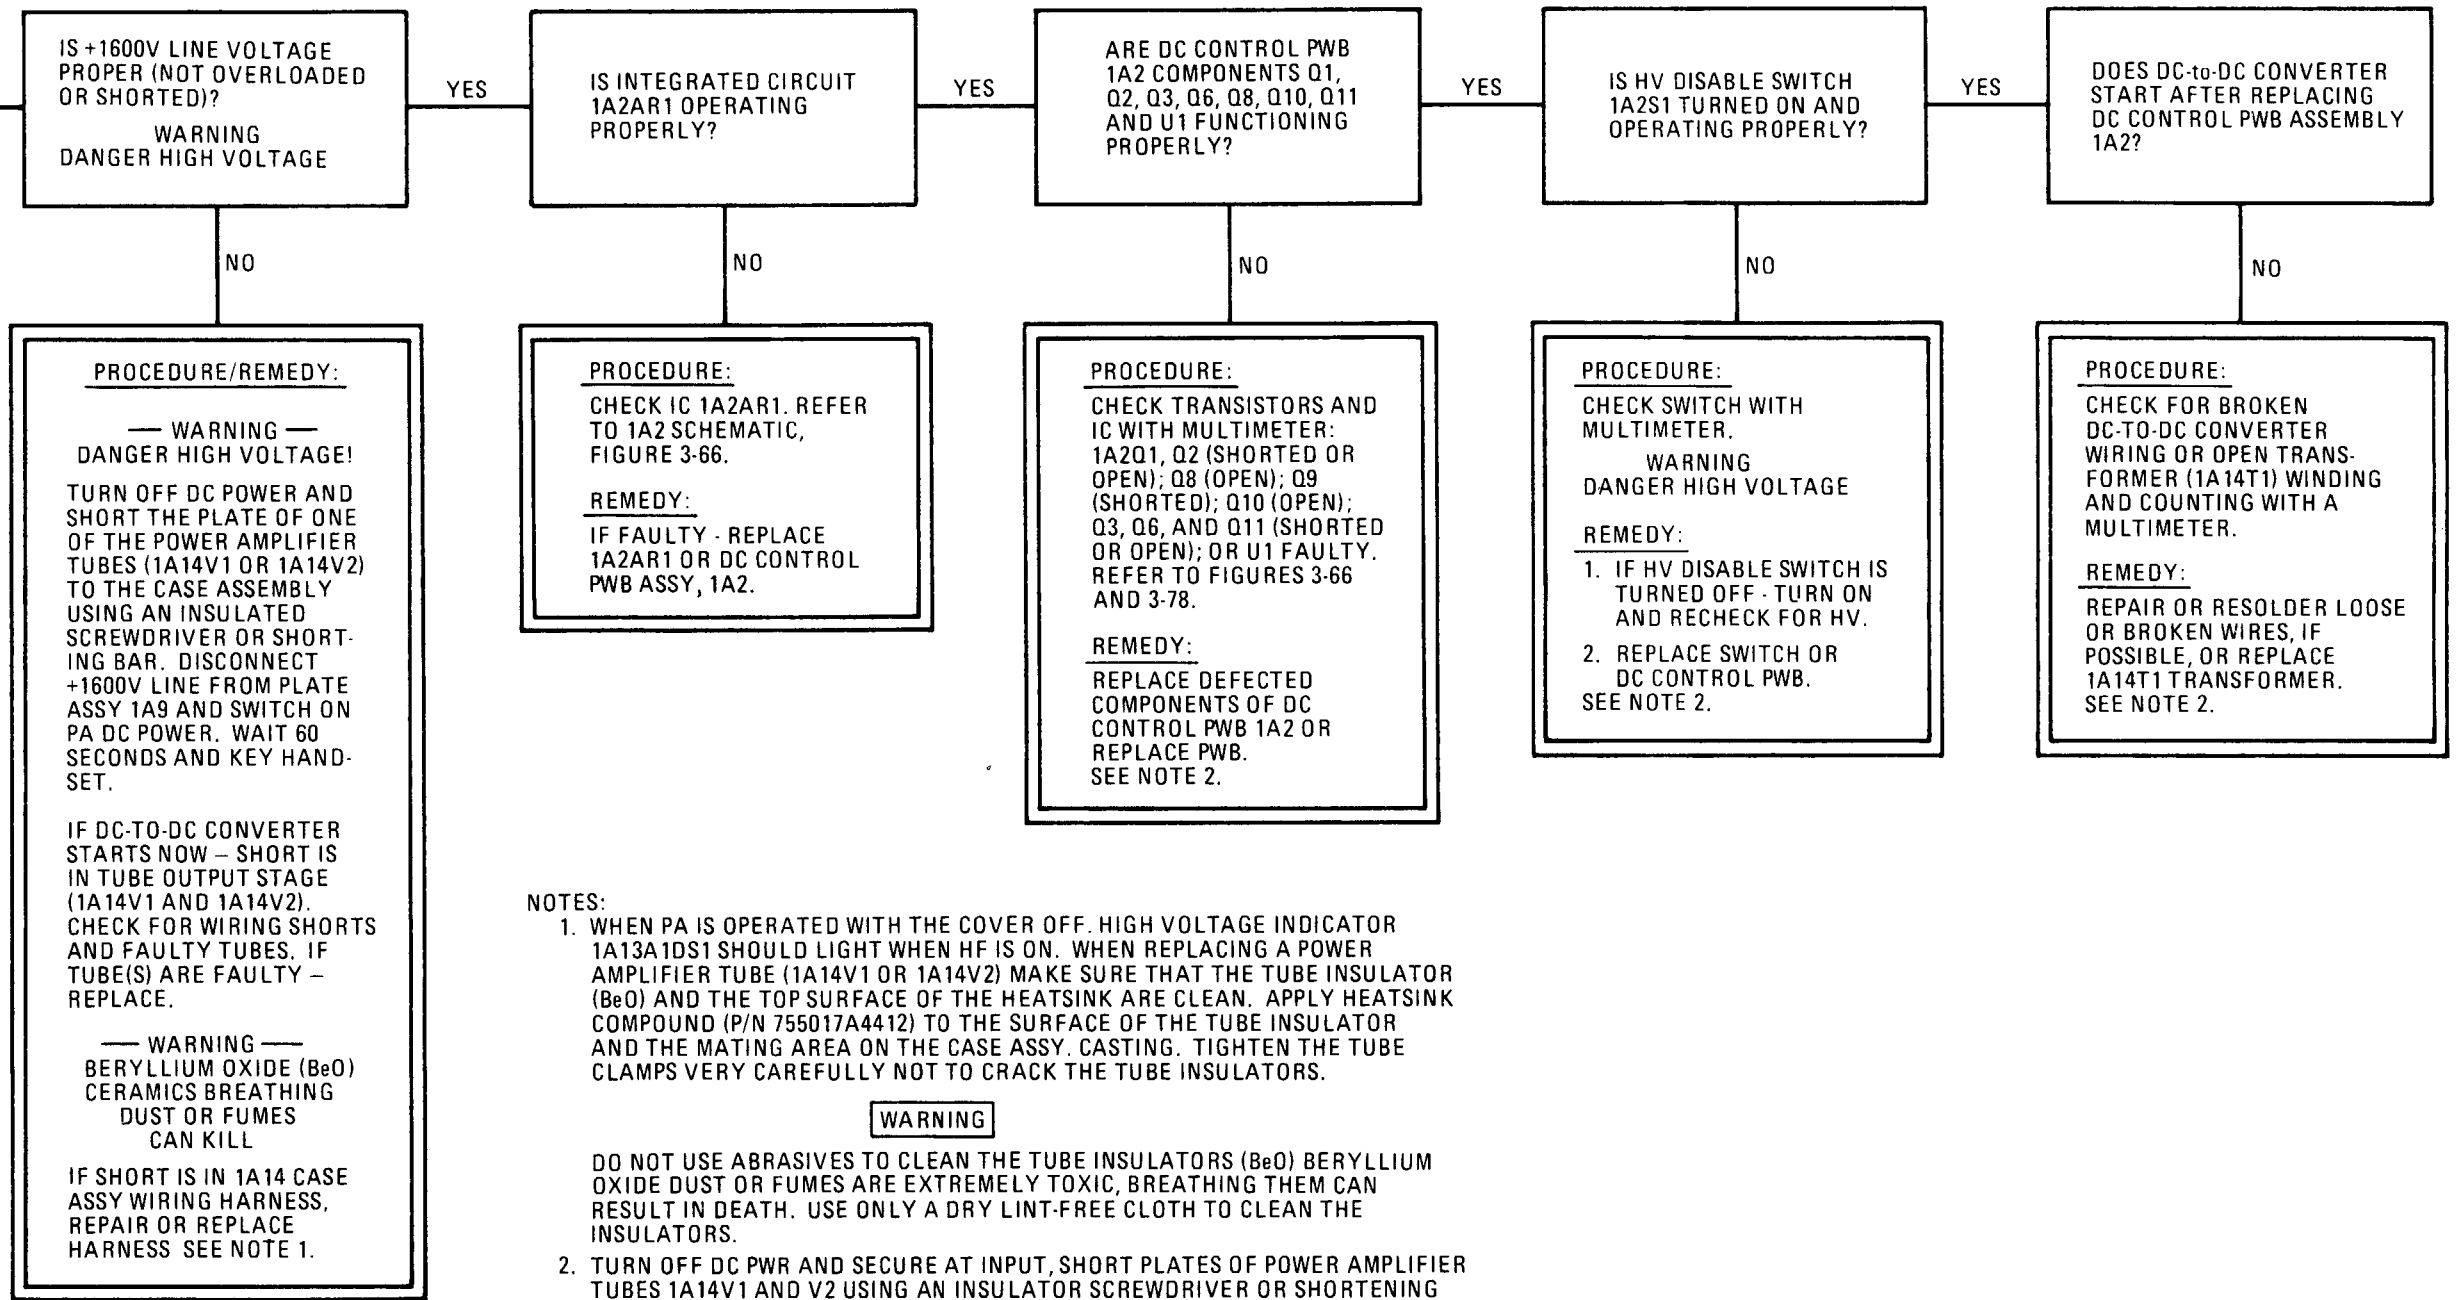 IS +1600V LINE VOLTAGE
PROPER (NOT OVERLOADED
OR SHORTED)?
WARNING
DANGER HIGH VOLTAGE
YES
IS INTEGRATED CIRCUIT
1A2AR1 OPERATING
PROPERLY?
YES
ARE DC CONTROL PWB
1A2 COMPONENTS Q1,
Q2, Q3, Q6, Q8, Q10, Q11
AND U1 FUNCTIONING
PROPERLY?
YES
IS HV DISABLE SWITCH
1A2S1 TURNED ON AND
OPERATING PROPERLY?
YES
DOES DC-to-DC CONVERTER
START AFTER REPLACING
DC CONTROL PWB ASSEMBLY
1A2?
NO
NO
NO
NO
NO
PROCEDURE/REMEDY:
— WARNING —
DANGER HIGH VOLTAGE!
TURN OFF DC POWER AND
SHORT THE PLATE OF ONE
OF THE POWER AMPLIFIER
TUBES (1A14V1 OR 1A14V2)
TO THE CASE ASSEMBLY
USING AN INSULATED
SCREWDRIVER OR SHORT-
ING BAR. DISCONNECT
+1600V LINE FROM PLATE
ASSY 1A9 AND SWITCH ON
PA DC POWER. WAIT 60
SECONDS AND KEY HAND-
SET.
IF DC-TO-DC CONVERTER
STARTS NOW – SHORT IS
IN TUBE OUTPUT STAGE
(1A14V1 AND 1A14V2).
CHECK FOR WIRING SHORTS
AND FAULTY TUBES. IF
TUBE(S) ARE FAULTY –
REPLACE.
— WARNING —
BERYLLIUM OXIDE (BeO)
CERAMICS BREATHING
DUST OR FUMES
CAN KILL
IF SHORT IS IN 1A14 CASE
ASSY WIRING HARNESS,
REPAIR OR REPLACE
HARNESS SEE NOTE 1.
PROCEDURE:
CHECK IC 1A2AR1. REFER
TO 1A2 SCHEMATIC,
FIGURE 3-66.
REMEDY:
IF FAULTY - REPLACE
1A2AR1 OR DC CONTROL
PWB ASSY, 1A2.
PROCEDURE:
CHECK TRANSISTORS AND
IC WITH MULTIMETER:
1A2Q1, Q2 (SHORTED OR
OPEN); Q8 (OPEN); Q9
(SHORTED); Q10 (OPEN);
Q3, Q6, AND Q11 (SHORTED
OR OPEN); OR U1 FAULTY.
REFER TO FIGURES 3-66
AND 3-78.
REMEDY:
REPLACE DEFECTED
COMPONENTS OF DC
CONTROL PWB 1A2 OR
REPLACE PWB.
SEE NOTE 2.
PROCEDURE:
CHECK SWITCH WITH
MULTIMETER.
WARNING
DANGER HIGH VOLTAGE
REMEDY:
1. IF HV DISABLE SWITCH IS
TURNED OFF - TURN ON
AND RECHECK FOR HV.
2. REPLACE SWITCH OR
DC CONTROL PWB.
SEE NOTE 2.
PROCEDURE:
CHECK FOR BROKEN
DC-TO-DC CONVERTER
WIRING OR OPEN TRANS-
FORMER (1A14T1) WINDING
AND COUNTING WITH A
MULTIMETER.
REMEDY:
REPAIR OR RESOLDER LOOSE
OR BROKEN WIRES, IF
POSSIBLE, OR REPLACE
1A14T1 TRANSFORMER.
SEE NOTE 2.
NOTES:
1. WHEN PA IS OPERATED WITH THE COVER OFF. HIGH VOLTAGE INDICATOR
1A13A1DS1 SHOULD LIGHT WHEN HF IS ON. WHEN REPLACING A POWER
AMPLIFIER TUBE (1A14V1 OR 1A14V2) MAKE SURE THAT THE TUBE INSULATOR
(BeO) AND THE TOP SURFACE OF THE HEATSINK ARE CLEAN. APPLY HEATSINK
COMPOUND (P/N 755017A4412) TO THE SURFACE OF THE TUBE INSULATOR
AND THE MATING AREA ON THE CASE ASSY. CASTING. TIGHTEN THE TUBE
CLAMPS VERY CAREFULLY NOT TO CRACK THE TUBE INSULATORS.
WARNING
DO NOT USE ABRASIVES TO CLEAN THE TUBE INSULATORS (BeO) BERYLLIUM
OXIDE DUST OR FUMES ARE EXTREMELY TOXIC, BREATHING THEM CAN
RESULT IN DEATH. USE ONLY A DRY LINT-FREE CLOTH TO CLEAN THE
INSULATORS.
2. TURN OFF DC PWR AND SECURE AT INPUT, SHORT PLATES OF POWER AMPLIFIER
TUBES 1A14V1 AND V2 USING AN INSULATOR SCREWDRIVER OR SHORTENING